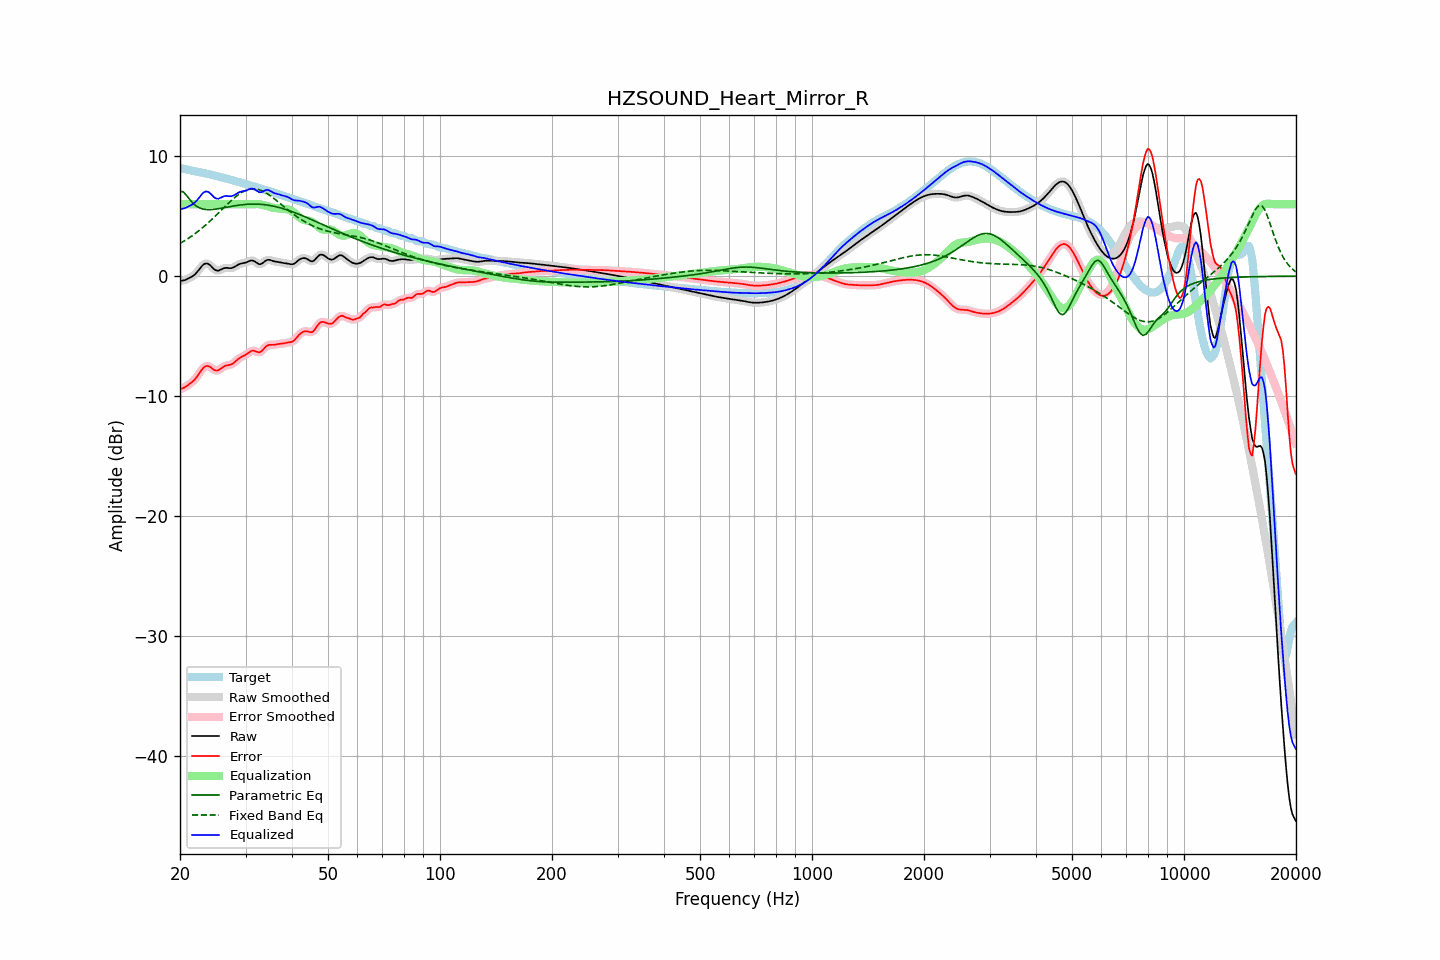 HZSOUND_Heart_Mirror_R
10
0
−10
−20
−30
−40
Amplitude (dBr)
Target
Raw Smoothed
Error Smoothed
Raw
Error
Equalization
Parametric Eq
Fixed Band Eq
Equalized
20 50 100 200 500 1000 2000 5000 10000 20000
Frequency (Hz)